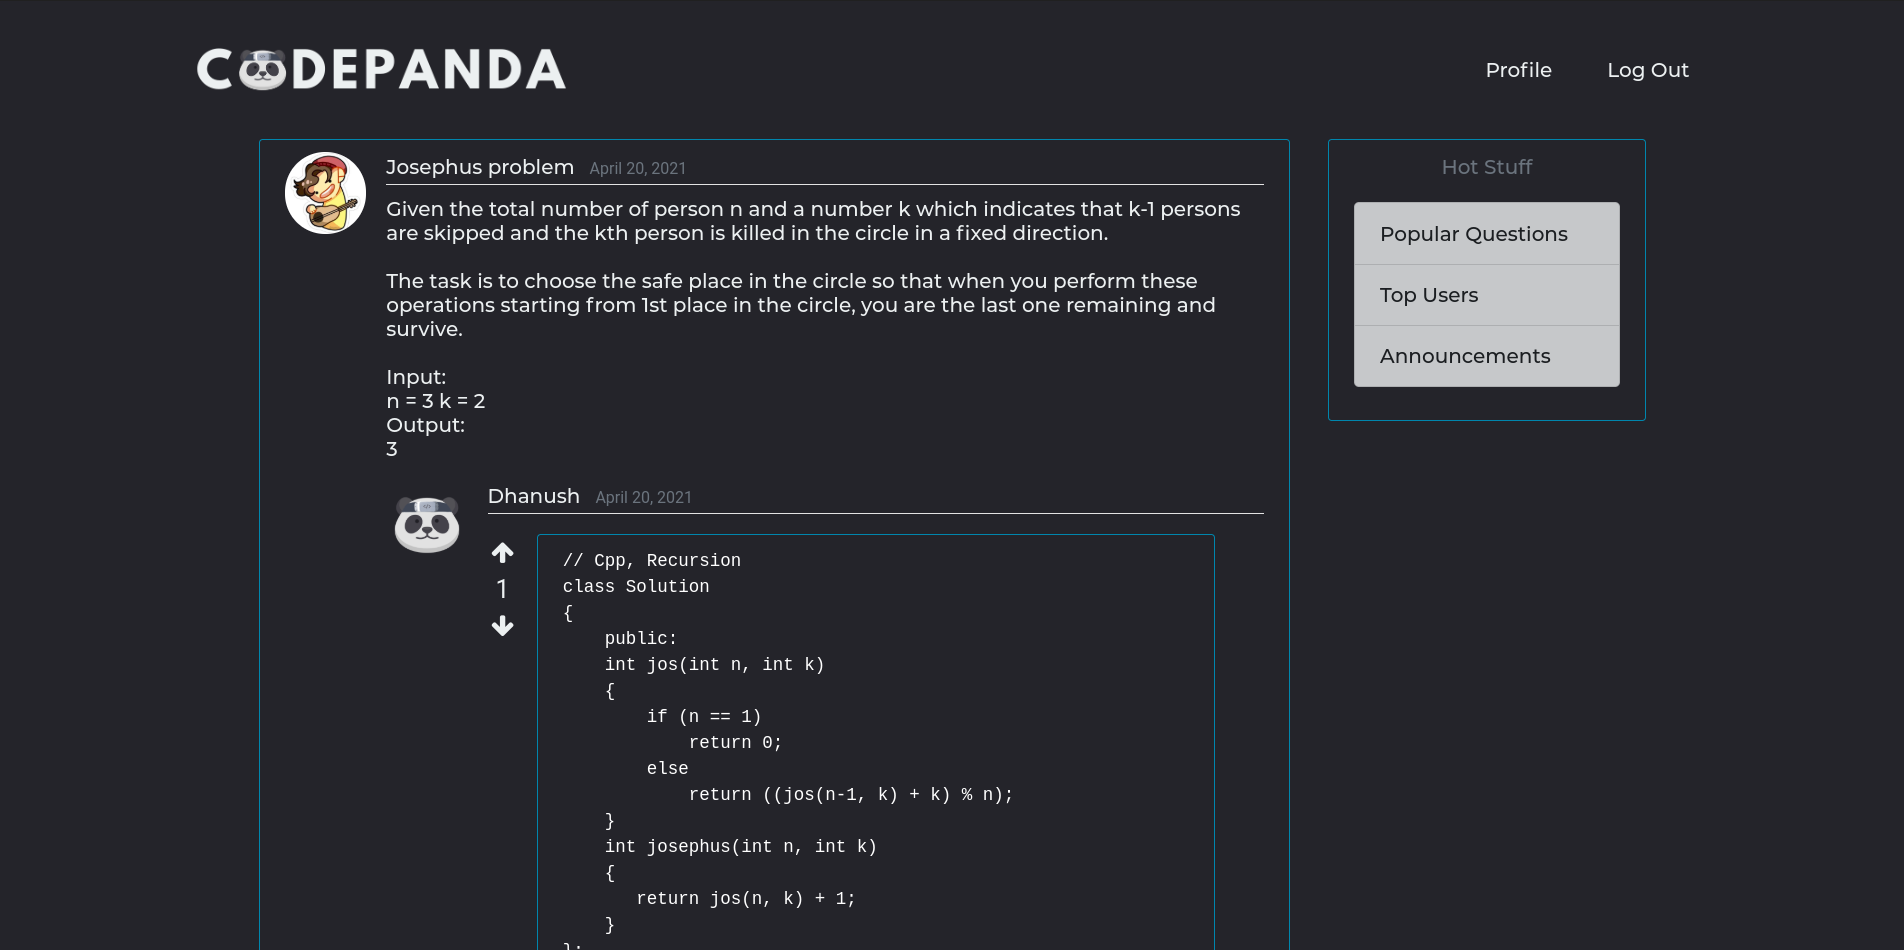 CODEPANDA
Profile
Log Out
Josephus problem April 20, 2021
Given the total number of person n and a number k which indicates that k-1 persons
are skipped and the kth person is killed in the circle in a fixed direction.
The task is to choose the safe place in the circle so that when you perform these
operations starting from 1st place in the circle, you are the last one remaining and
survive.
Input:
n = 3 k = 2
Output:
3
Dhanush April 20, 2021
1
// Cpp, Recursion
class Solution
{
    public:
    int jos(int n, int k)
    {
        if (n == 1)
            return 0;
        else
            return ((jos(n-1, k) + k) % n);
    }
    int josephus(int n, int k)
    {
       return jos(n, k) + 1;
    }
};
Hot Stuff
Popular Questions
Top Users
Announcements